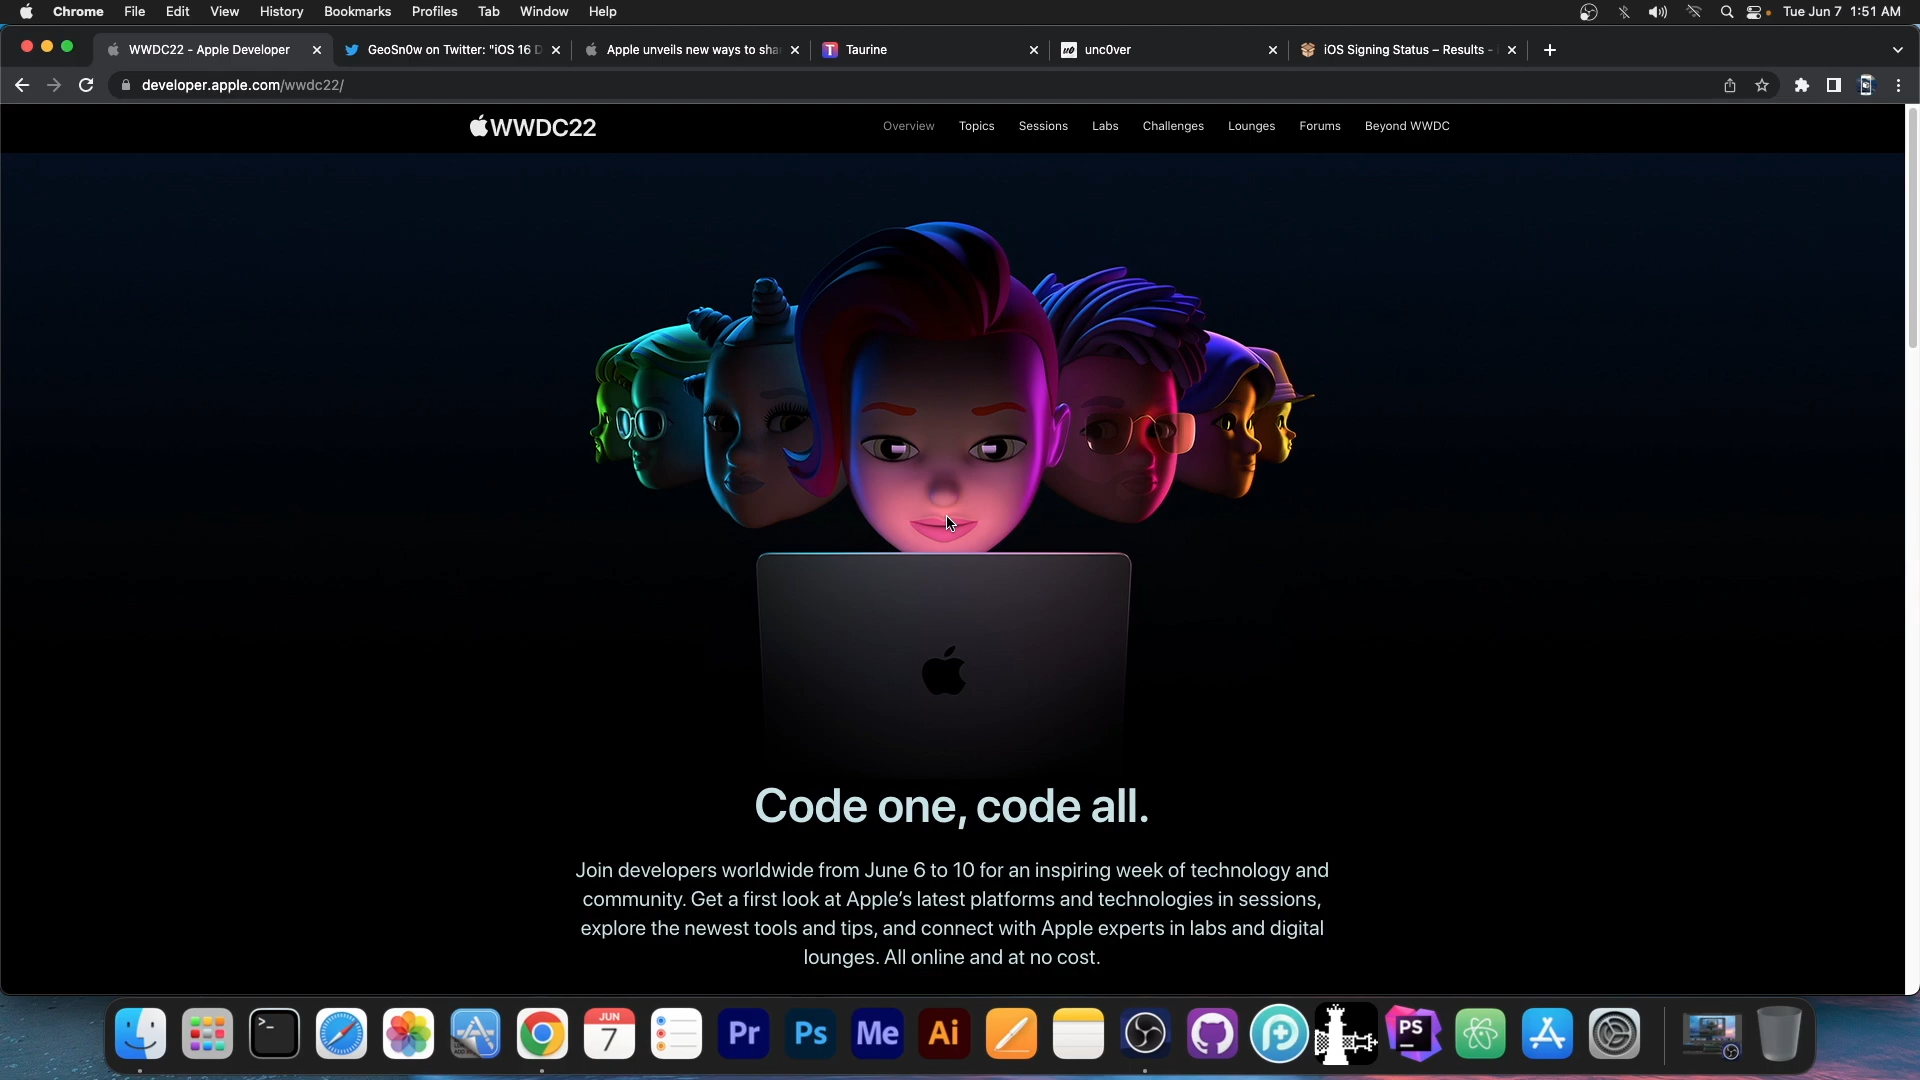 Chrome File Edit View History Bookmarks Profiles Tab Window Help Tue Jun 7 1:51 AM
WWDC22 - Apple Developer GeoSn0w on Twitter: "iOS 16 D Apple unveils new ways to sha Taurine unc0ver iOS Signing Status – Results -
developer.apple.com/wwdc22/
WWDC22 Overview Topics Sessions Labs Challenges Lounges Forums Beyond WWDC
Code one, code all.
Join developers worldwide from June 6 to 10 for an inspiring week of technology and
community. Get a first look at Apple’s latest platforms and technologies in sessions,
explore the newest tools and tips, and connect with Apple experts in labs and digital
lounges. All online and at no cost.
JUN
7
Pr Ps Me Ai PS